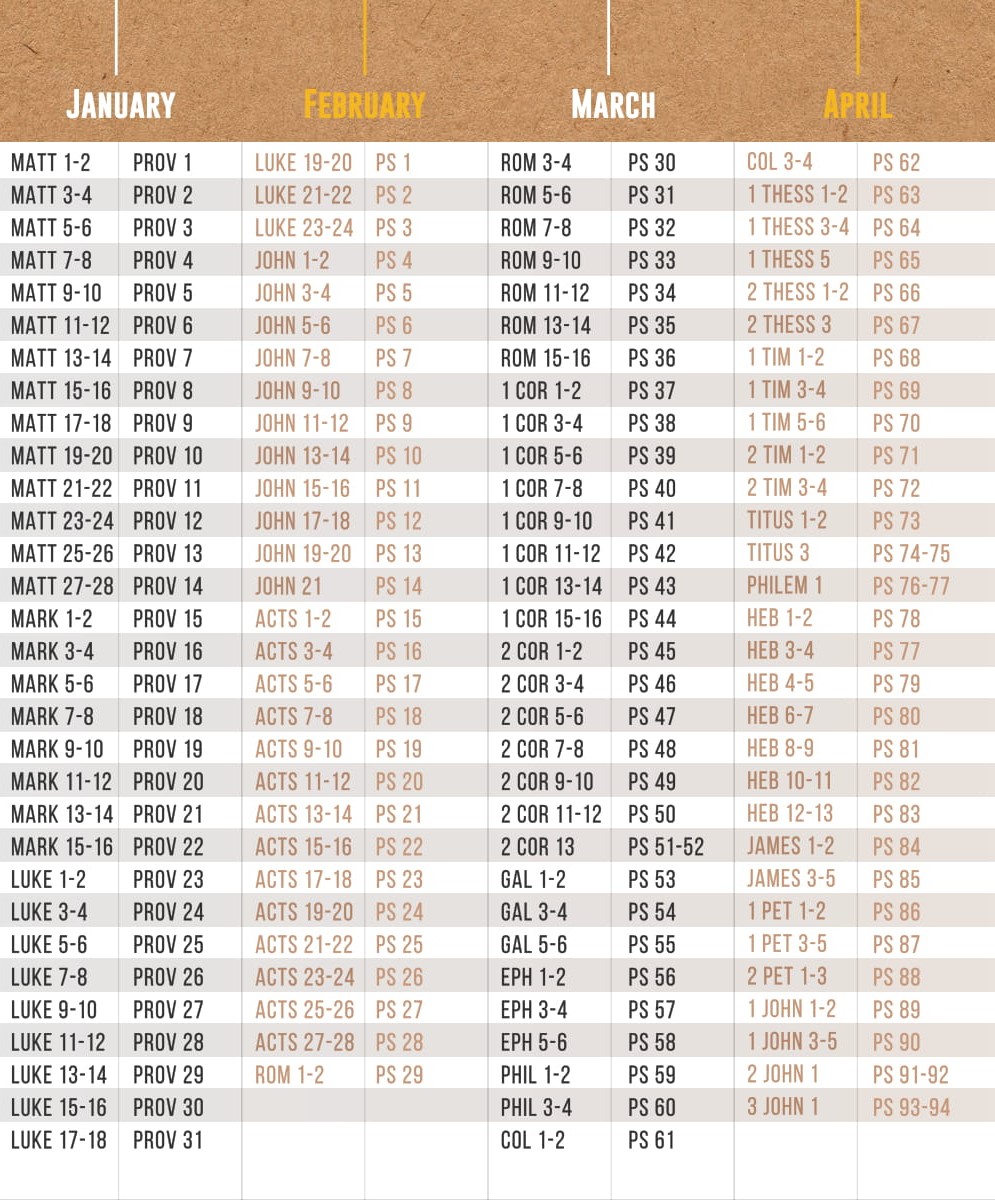 January February March April
MATT 1-2 PROV 1 LUKE 19-20 PS 1 ROM 3-4 PS 30 COL 3-4 PS 62
MATT 3-4 PROV 2 LUKE 21-22 PS 2 ROM 5-6 PS 31 1 THESS 1-2 PS 63
MATT 5-6 PROV 3 LUKE 23-24 PS 3 ROM 7-8 PS 32 1 THESS 3-4 PS 64
MATT 7-8 PROV 4 JOHN 1-2 PS 4 ROM 9-10 PS 33 1 THESS 5 PS 65
MATT 9-10 PROV 5 JOHN 3-4 PS 5 ROM 11-12 PS 34 2 THESS 1-2 PS 66
MATT 11-12 PROV 6 JOHN 5-6 PS 6 ROM 13-14 PS 35 2 THESS 3 PS 67
MATT 13-14 PROV 7 JOHN 7-8 PS 7 ROM 15-16 PS 36 1 TIM 1-2 PS 68
MATT 15-16 PROV 8 JOHN 9-10 PS 8 1 COR 1-2 PS 37 1 TIM 3-4 PS 69
MATT 17-18 PROV 9 JOHN 11-12 PS 9 1 COR 3-4 PS 38 1 TIM 5-6 PS 70
MATT 19-20 PROV 10 JOHN 13-14 PS 10 1 COR 5-6 PS 39 2 TIM 1-2 PS 71
MATT 21-22 PROV 11 JOHN 15-16 PS 11 1 COR 7-8 PS 40 2 TIM 3-4 PS 72
MATT 23-24 PROV 12 JOHN 17-18 PS 12 1 COR 9-10 PS 41 TITUS 1-2 PS 73
MATT 25-26 PROV 13 JOHN 19-20 PS 13 1 COR 11-12 PS 42 TITUS 3 PS 74-75
MATT 27-28 PROV 14 JOHN 21 PS 14 1 COR 13-14 PS 43 PHILEM 1 PS 76-77
MARK 1-2 PROV 15 ACTS 1-2 PS 15 1 COR 15-16 PS 44 HEB 1-2 PS 78
MARK 3-4 PROV 16 ACTS 3-4 PS 16 2 COR 1-2 PS 45 HEB 3-4 PS 77
MARK 5-6 PROV 17 ACTS 5-6 PS 17 2 COR 3-4 PS 46 HEB 4-5 PS 79
MARK 7-8 PROV 18 ACTS 7-8 PS 18 2 COR 5-6 PS 47 HEB 6-7 PS 80
MARK 9-10 PROV 19 ACTS 9-10 PS 19 2 COR 7-8 PS 48 HEB 8-9 PS 81
MARK 11-12 PROV 20 ACTS 11-12 PS 20 2 COR 9-10 PS 49 HEB 10-11 PS 82
MARK 13-14 PROV 21 ACTS 13-14 PS 21 2 COR 11-12 PS 50 HEB 12-13 PS 83
MARK 15-16 PROV 22 ACTS 15-16 PS 22 2 COR 13 PS 51-52 JAMES 1-2 PS 84
LUKE 1-2 PROV 23 ACTS 17-18 PS 23 GAL 1-2 PS 53 JAMES 3-5 PS 85
LUKE 3-4 PROV 24 ACTS 19-20 PS 24 GAL 3-4 PS 54 1 PET 1-2 PS 86
LUKE 5-6 PROV 25 ACTS 21-22 PS 25 GAL 5-6 PS 55 1 PET 3-5 PS 87
LUKE 7-8 PROV 26 ACTS 23-24 PS 26 EPH 1-2 PS 56 2 PET 1-3 PS 88
LUKE 9-10 PROV 27 ACTS 25-26 PS 27 EPH 3-4 PS 57 1 JOHN 1-2 PS 89
LUKE 11-12 PROV 28 ACTS 27-28 PS 28 EPH 5-6 PS 58 1 JOHN 3-5 PS 90
LUKE 13-14 PROV 29 ROM 1-2 PS 29 PHIL 1-2 PS 59 2 JOHN 1 PS 91-92
LUKE 15-16 PROV 30 PHIL 3-4 PS 60 3 JOHN 1 PS 93-94
LUKE 17-18 PROV 31 COL 1-2 PS 61